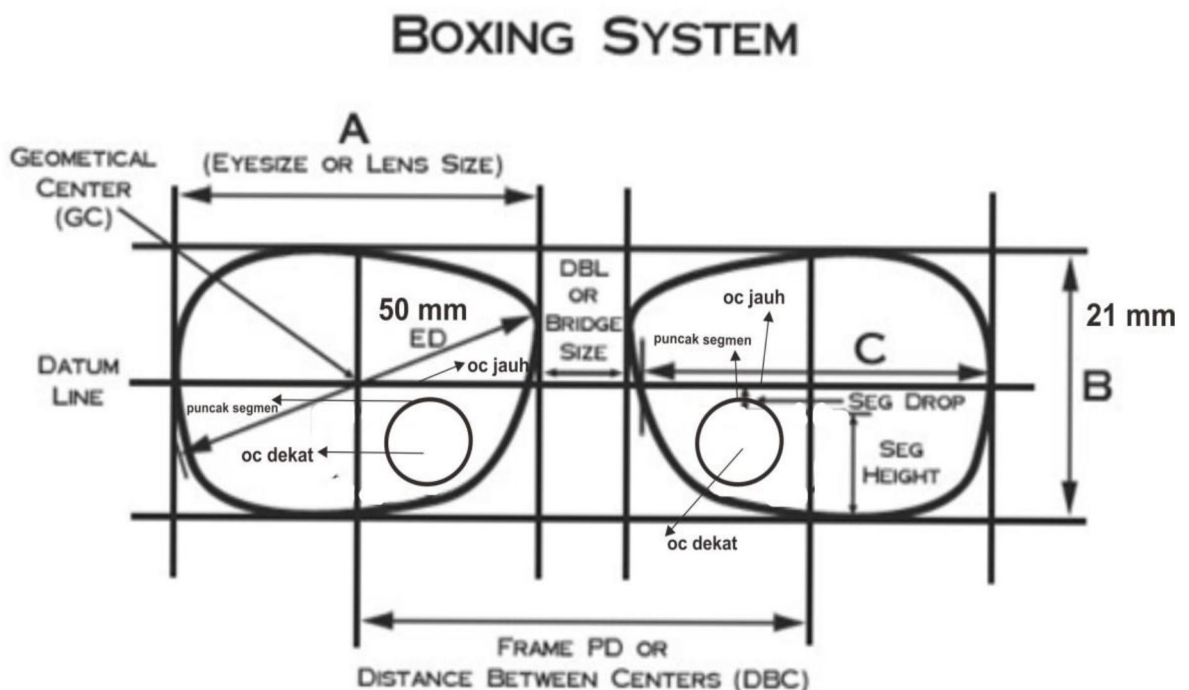 BOXING SYSTEM
A
(EYESIZE OR LENS SIZE)
GEOMETICAL
CENTER
(GC)
50 mm
ED
DBL
OR
BRIDGE
SIZE
oc jauh
puncak segmen
21 mm
C
B
oc jauh
DATUM
LINE
puncak segmen
SEG DROP
oc dekat
SEG
HEIGHT
oc dekat
FRAME PD OR
DISTANCE BETWEEN CENTERS (DBC)